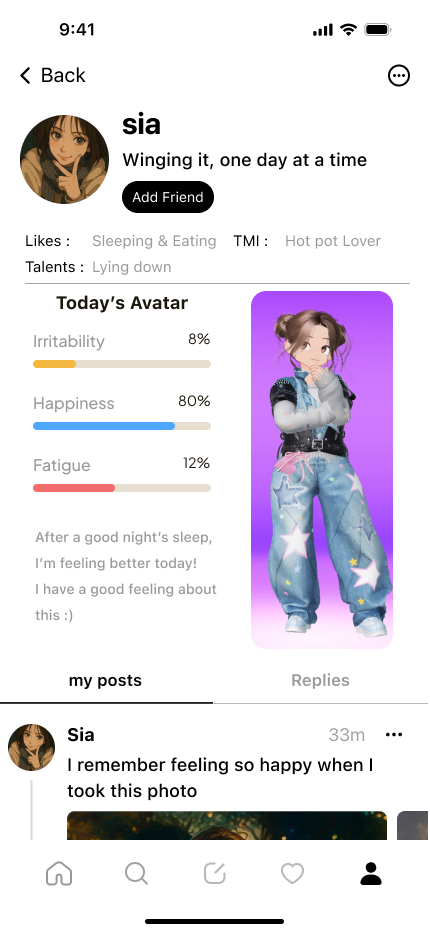 9:41
Back
sia
Winging it, one day at a time
Add Friend
Likes : Sleeping & Eating TMI : Hot pot Lover
Talents : Lying down
Today’s Avatar
Irritability 8%
Happiness 80%
Fatigue 12%
After a good night’s sleep,
I’m feeling better today!
I have a good feeling about
this :)
my posts Replies
Sia 33m
I remember feeling so happy when I
took this photo